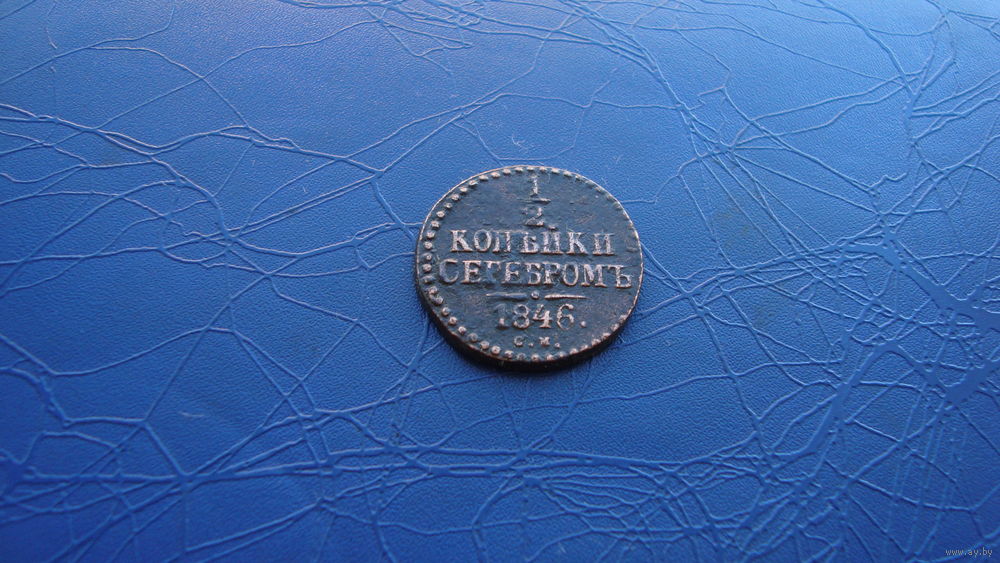 1
2.
КОПѢЙКИ
СЕРЕБРОМЪ
1846.
С. М.
www.ay.by